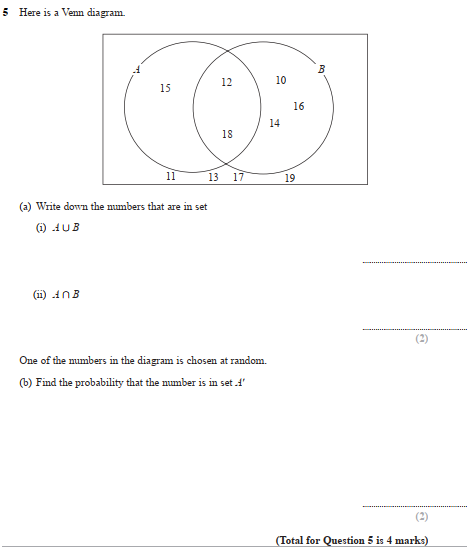 5 Here is a Venn diagram.
A B
15 12 10
16
14
18
11 13 17 19
(a) Write down the numbers that are in set
(i) A ∪ B
(ii) A ∩ B
(2)
One of the numbers in the diagram is chosen at random.
(b) Find the probability that the number is in set A′
(2)
(Total for Question 5 is 4 marks)